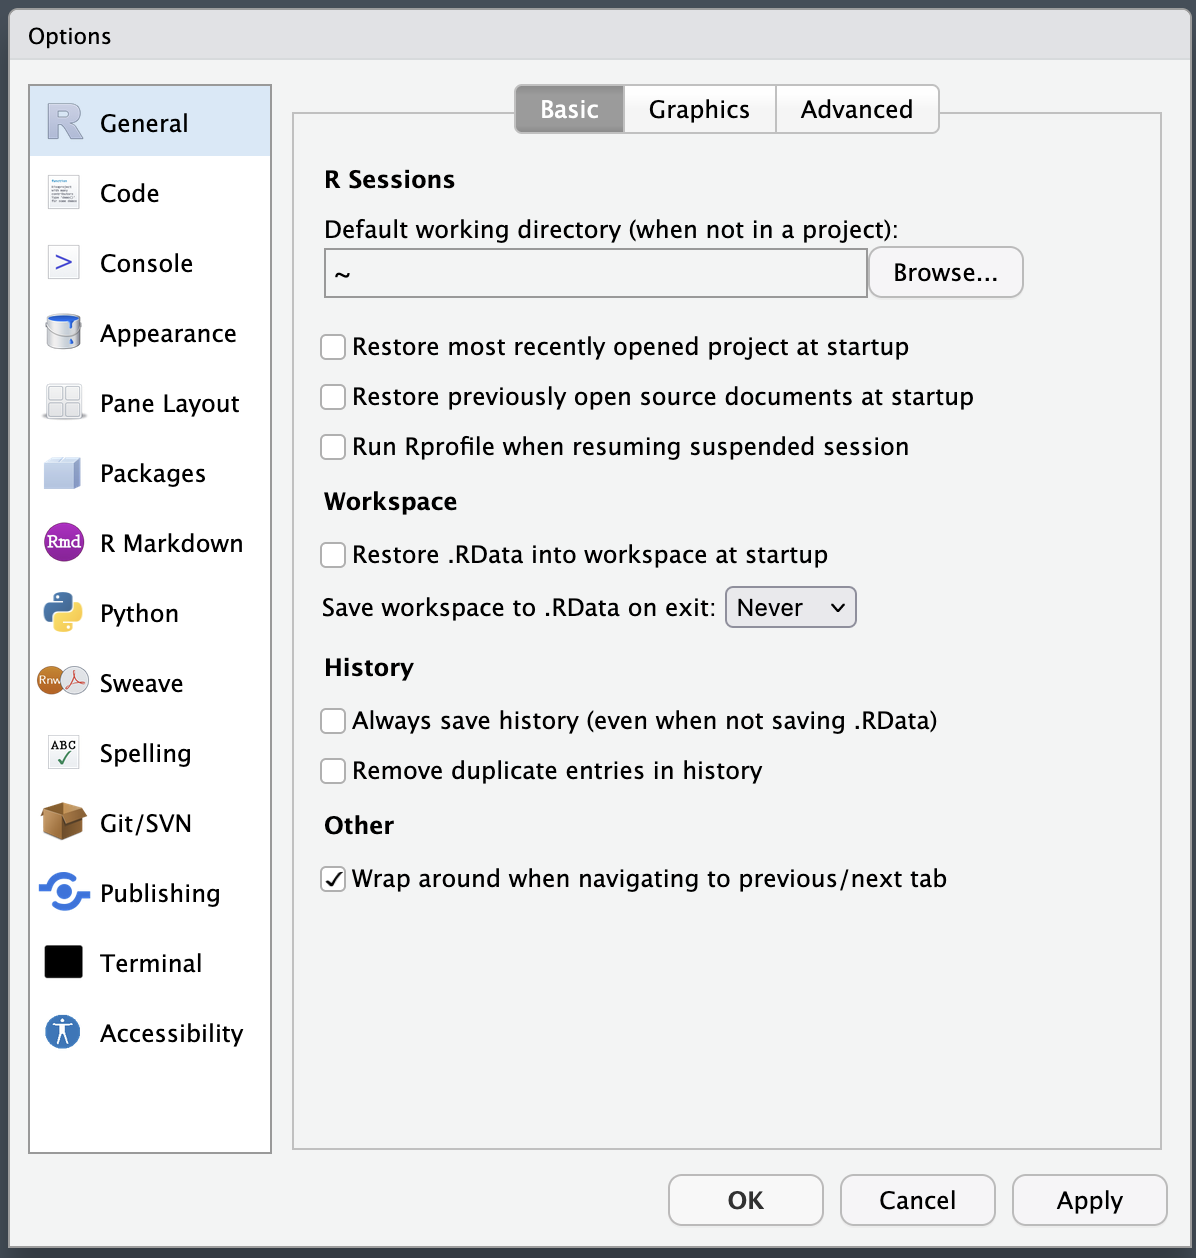 Options
General
Code
Console
Appearance
Pane Layout
Packages
Rmd
R Markdown
Python
Rnw
Sweave
ABC
Spelling
Git/SVN
Publishing
Terminal
Accessibility
Basic
Graphics
Advanced
R Sessions
Default working directory (when not in a project):
~
Browse...
Restore most recently opened project at startup
Restore previously open source documents at startup
Run Rprofile when resuming suspended session
Workspace
Restore .RData into workspace at startup
Save workspace to .RData on exit: Never
History
Always save history (even when not saving .RData)
Remove duplicate entries in history
Other
Wrap around when navigating to previous/next tab
OK
Cancel
Apply